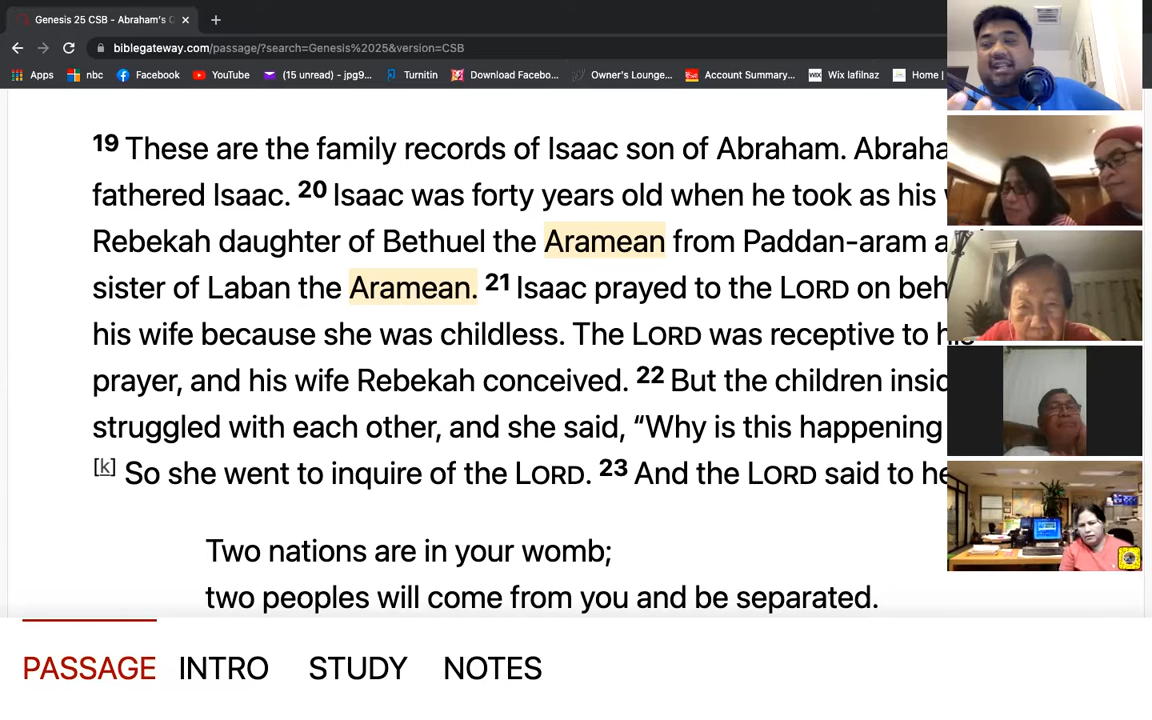 Genesis 25 CSB - Abraham's
biblegateway.com/passage/?search=Genesis%2025&version=CSB
Apps nbc Facebook YouTube (15 unread) - jpg9... Turnitin Download Facebo... Owner's Lounge... Account Summary... Wix lafilnaz Home |
19 These are the family records of Isaac son of Abraham. Abraha
fathered Isaac. 20 Isaac was forty years old when he took as his
Rebekah daughter of Bethuel the Aramean from Paddan-aram a
sister of Laban the Aramean. 21 Isaac prayed to the LORD on beh
his wife because she was childless. The LORD was receptive to his
prayer, and his wife Rebekah conceived. 22 But the children insid
struggled with each other, and she said, “Why is this happening
[k] So she went to inquire of the LORD. 23 And the LORD said to he
Two nations are in your womb;
two peoples will come from you and be separated.
PASSAGE INTRO STUDY NOTES